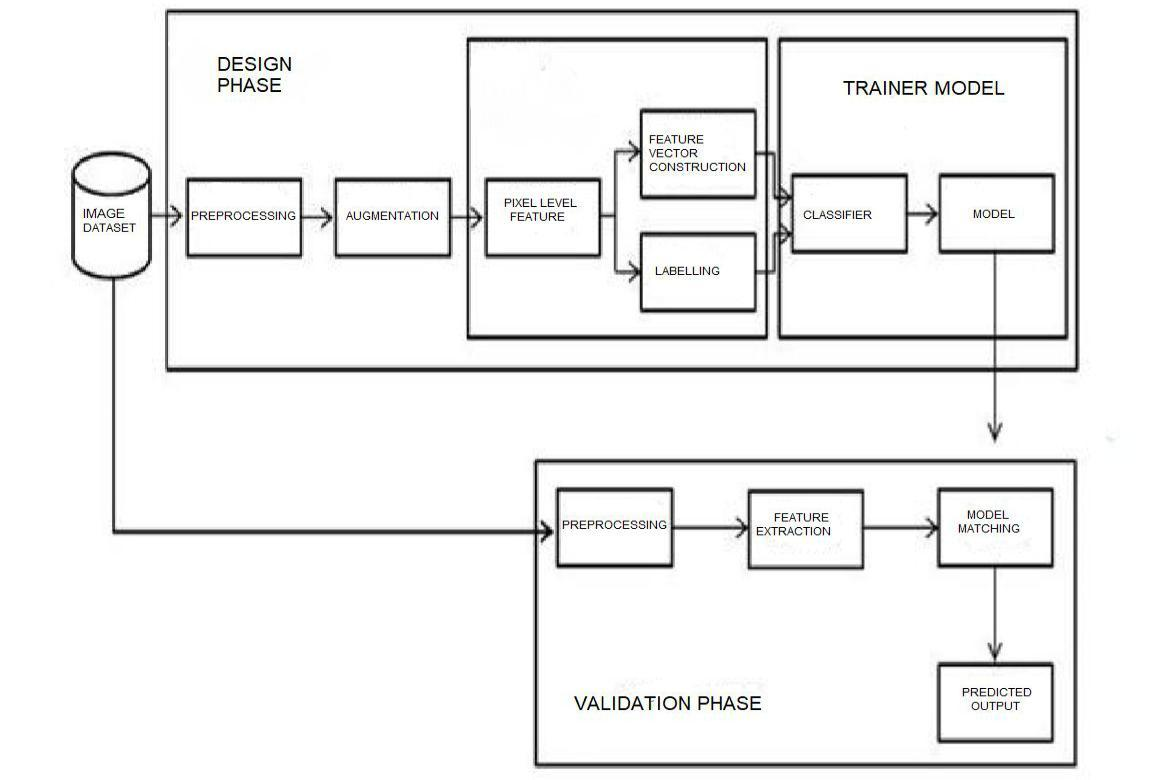 DESIGN
PHASE
TRAINER MODEL
IMAGE
DATASET
PREPROCESSING
AUGMENTATION
PIXEL LEVEL
FEATURE
FEATURE
VECTOR
CONSTRUCTION
LABELLING
CLASSIFIER
MODEL
PREPROCESSING
FEATURE
EXTRACTION
MODEL
MATCHING
PREDICTED
OUTPUT
VALIDATION PHASE